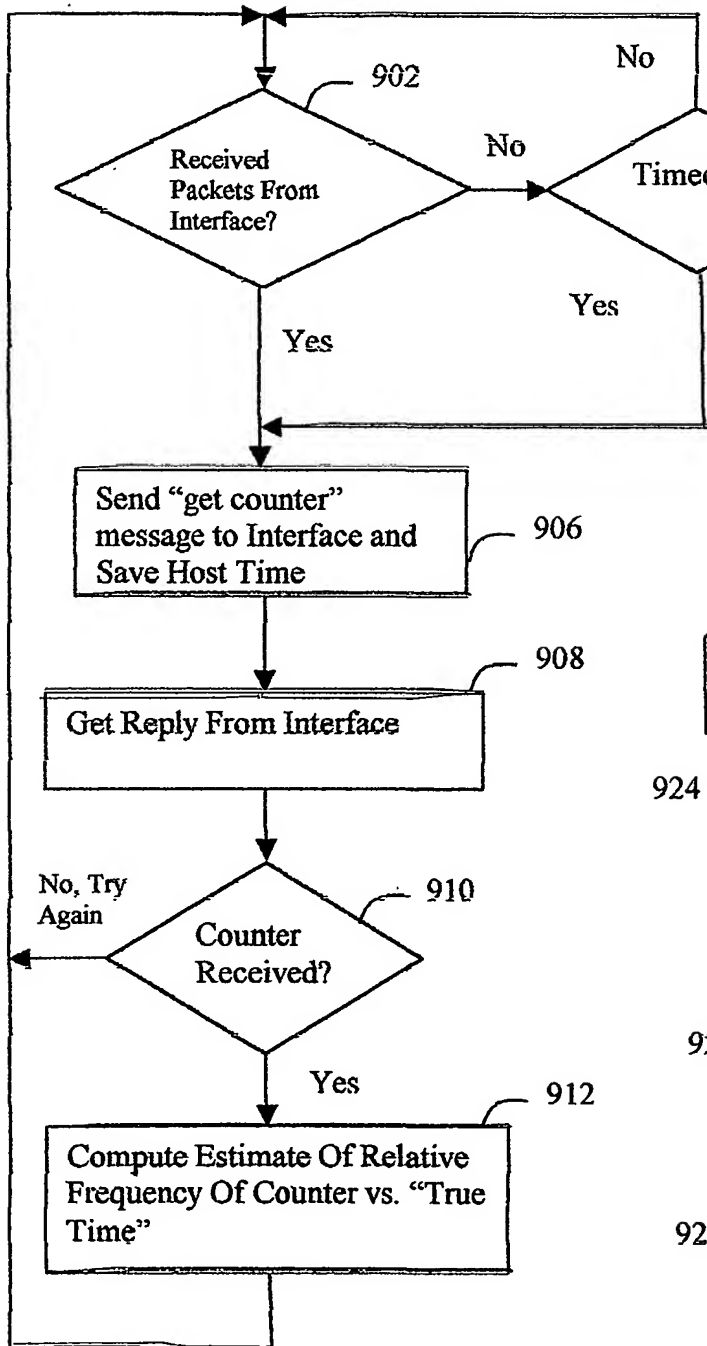 No
902
Received
Packets From
Interface?
No
Yes
Yes
Send “get counter”
message to Interface and
Save Host Time
906
908
Get Reply From Interface
924
No, Try
Again
910
Counter
Received?
Yes
912
Compute Estimate Of Relative
Frequency Of Counter vs. “True
Time”